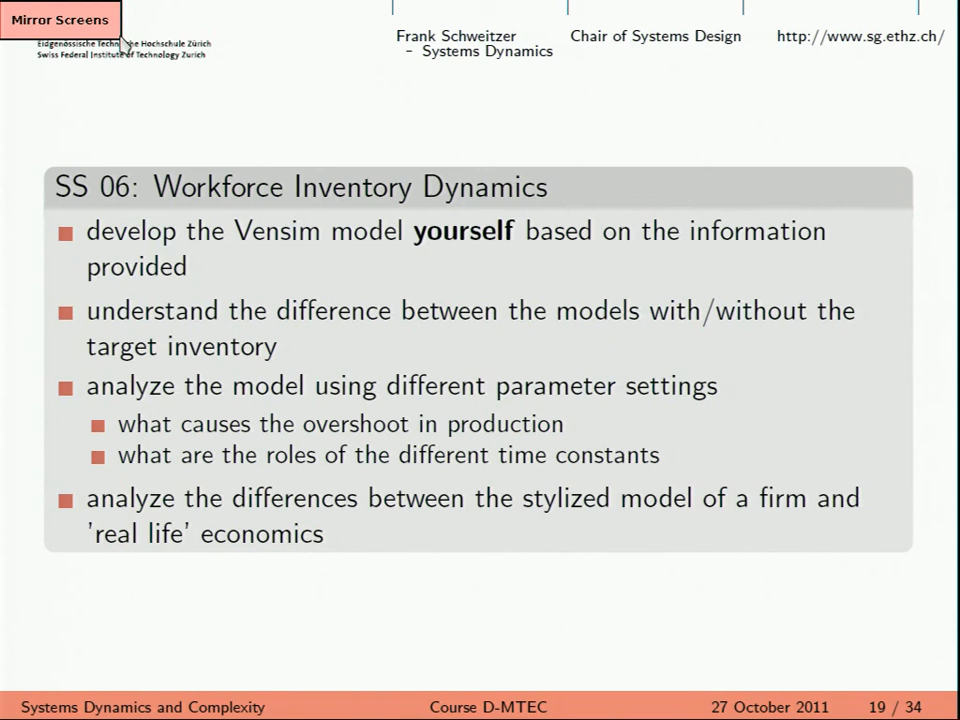 Mirror Screens
Eidgenössische Technische Hochschule Zürich
Swiss Federal Institute of Technology Zurich
Frank Schweitzer
– Systems Dynamics
Chair of Systems Design
http://www.sg.ethz.ch/
SS 06: Workforce Inventory Dynamics
develop the Vensim model yourself based on the information
provided
understand the difference between the models with/without the
target inventory
analyze the model using different parameter settings
what causes the overshoot in production
what are the roles of the different time constants
analyze the differences between the stylized model of a firm and
'real life' economics
Systems Dynamics and Complexity
Course D-MTEC
27 October 2011
19 / 34